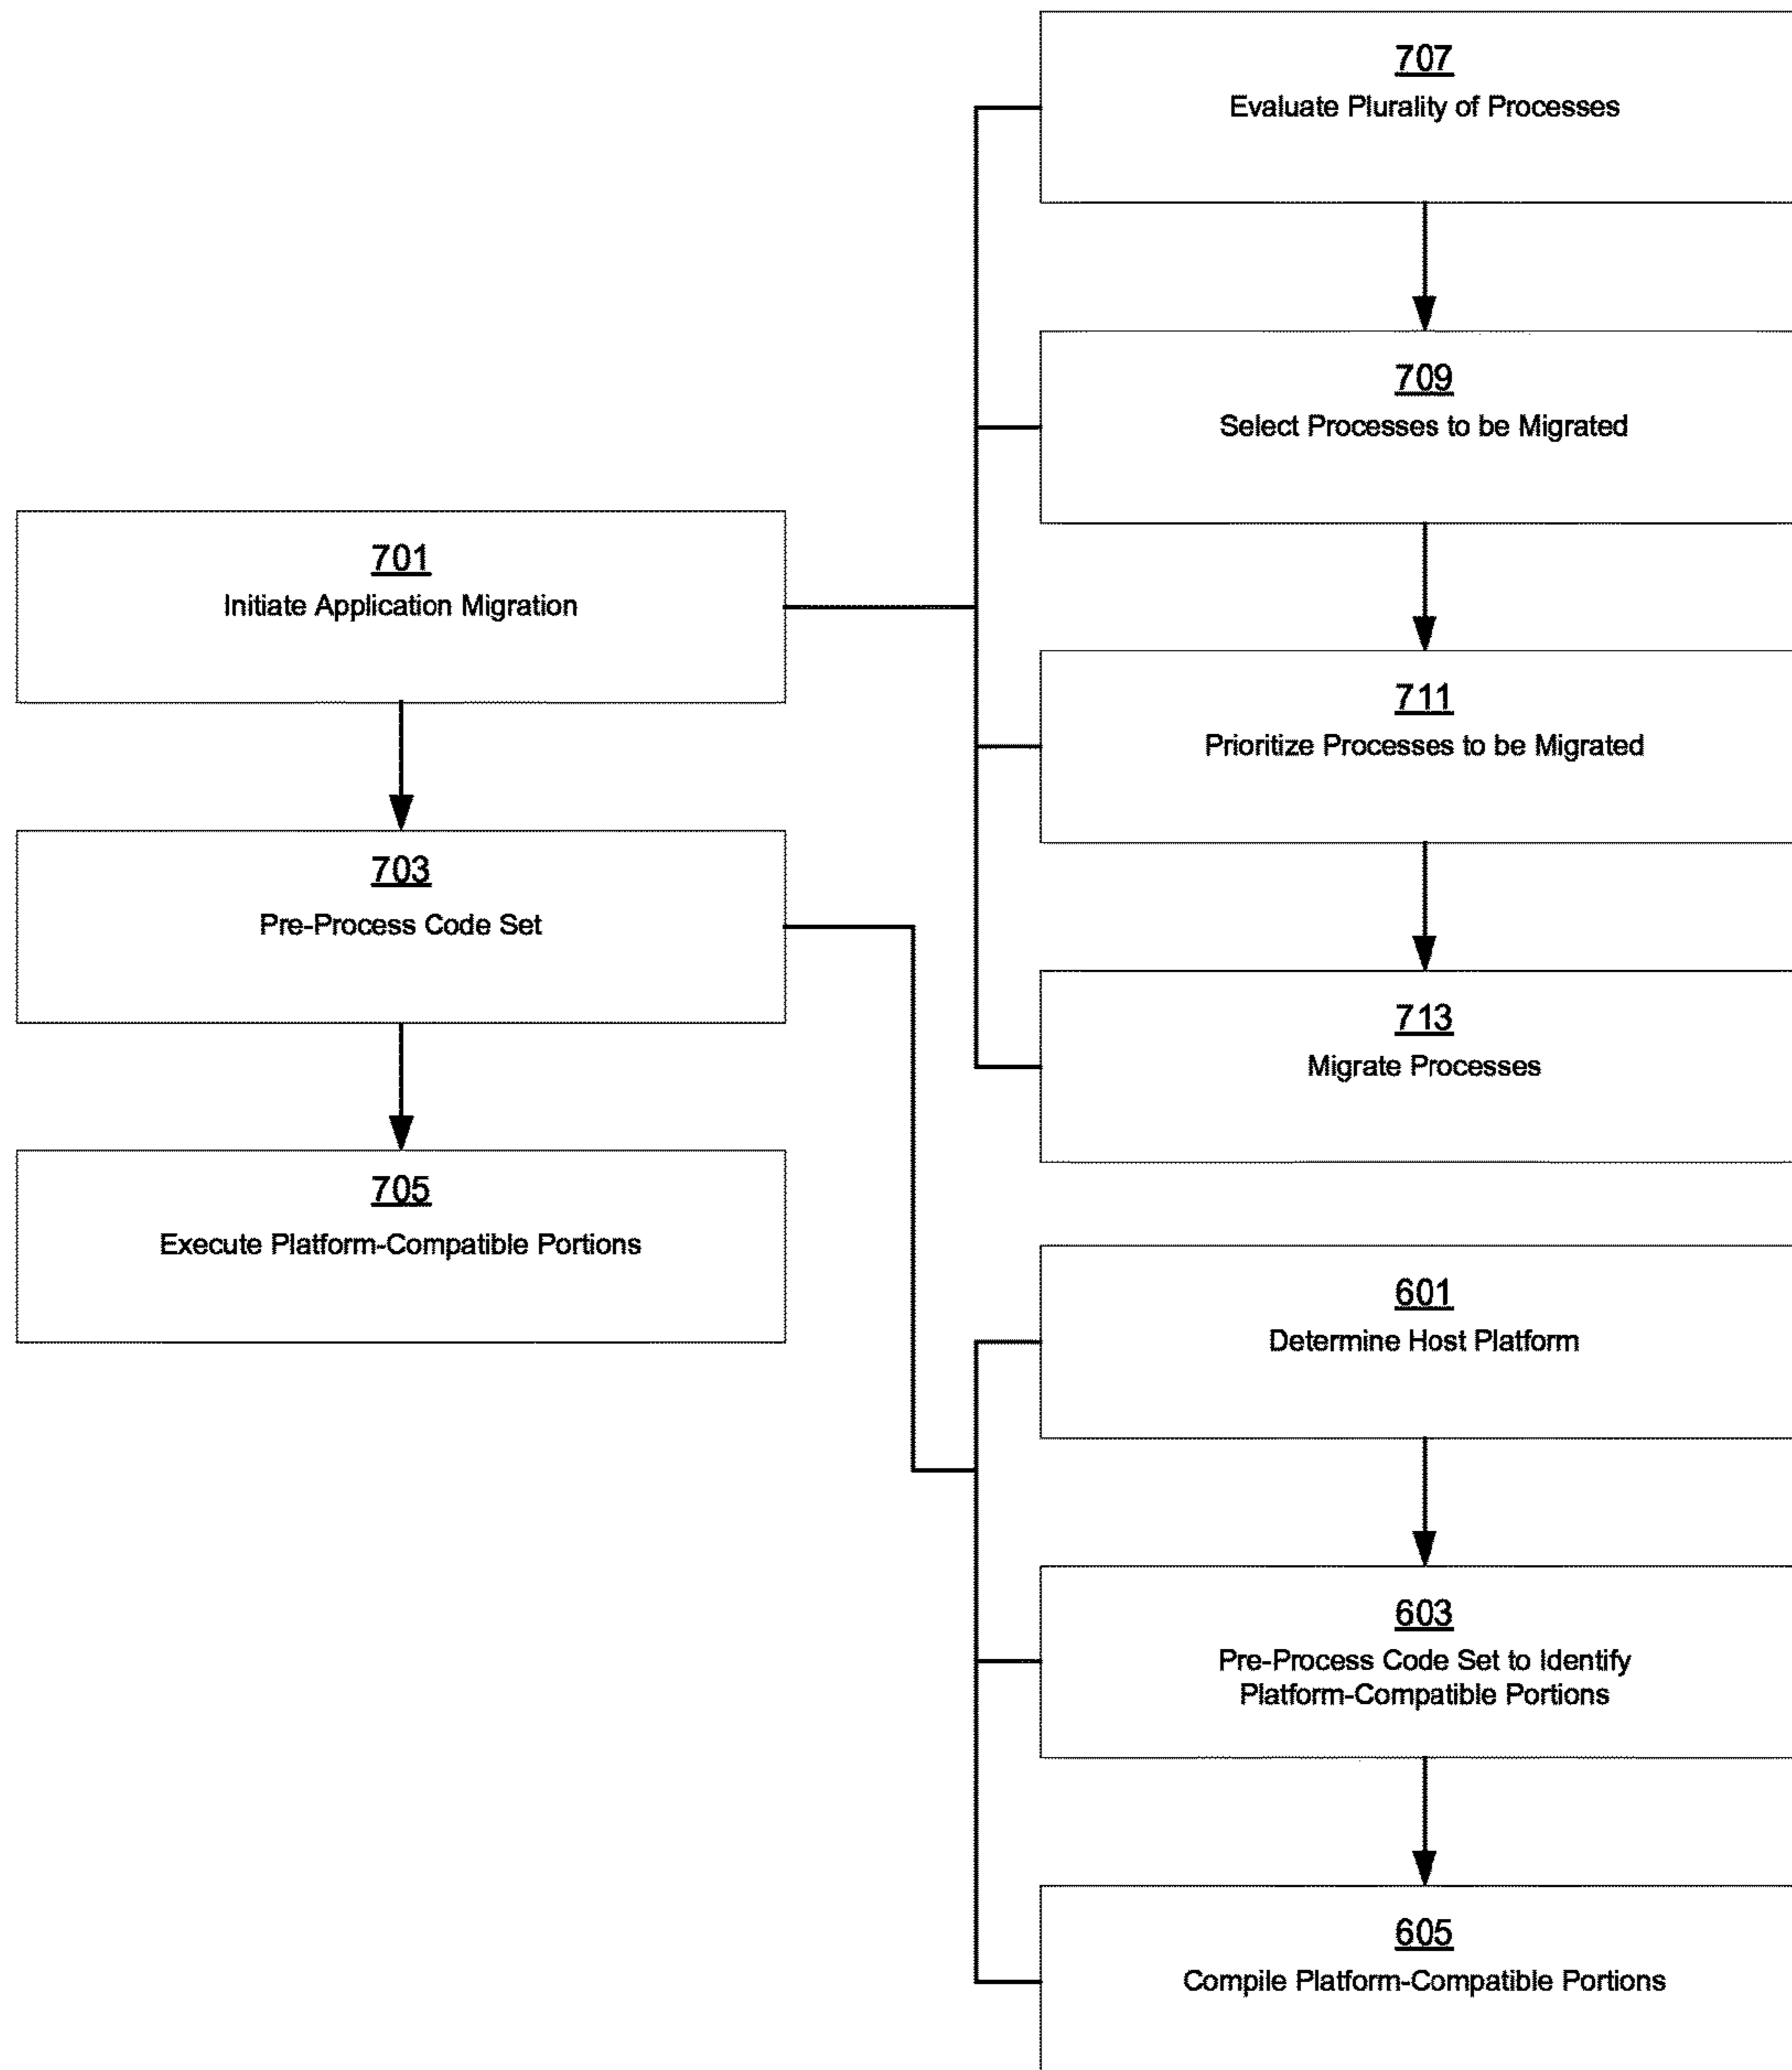 707
Evaluate Plurality of Processes
709
Select Processes to be Migrated
701
Initiate Application Migration
711
Prioritize Processes to be Migrated
703
Pre-Process Code Set
713
Migrate Processes
705
Execute Platform-Compatible Portions
601
Determine Host Platform
603
Pre-Process Code Set to Identify
Platform-Compatible Portions
605
Compile Platform-Compatible Portions